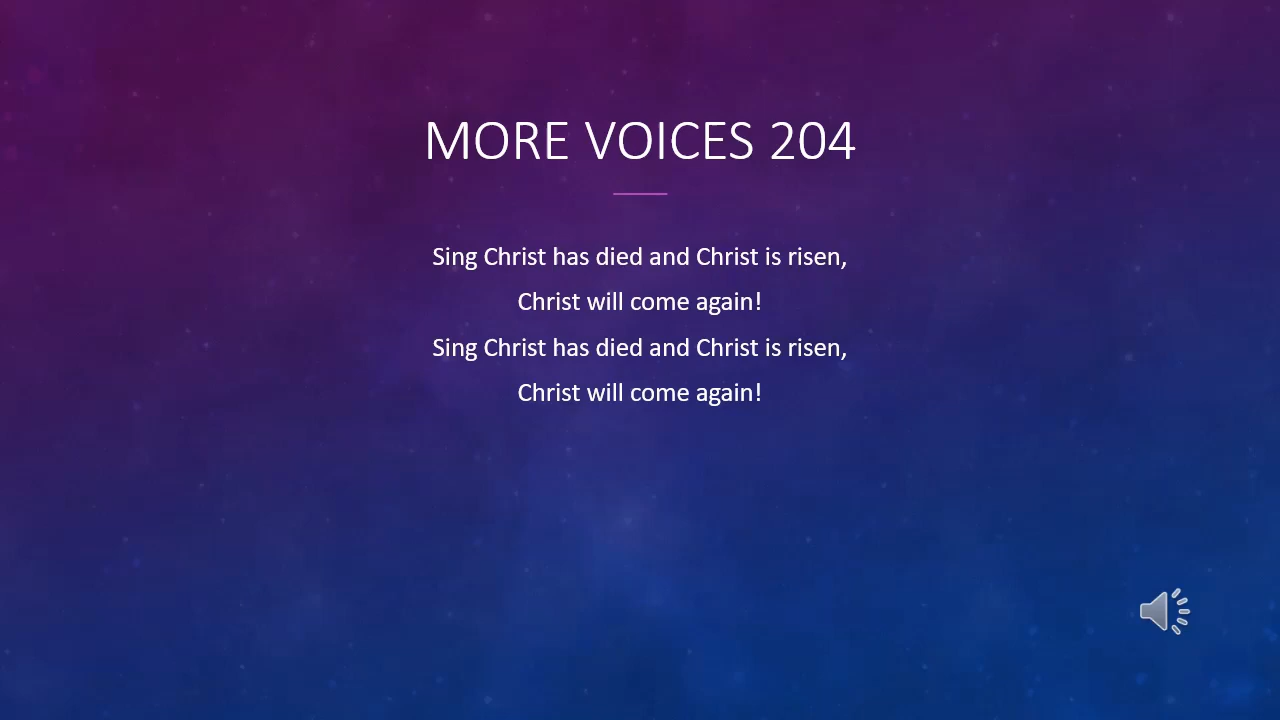 MORE VOICES 204
Sing Christ has died and Christ is risen,
Christ will come again!
Sing Christ has died and Christ is risen,
Christ will come again!